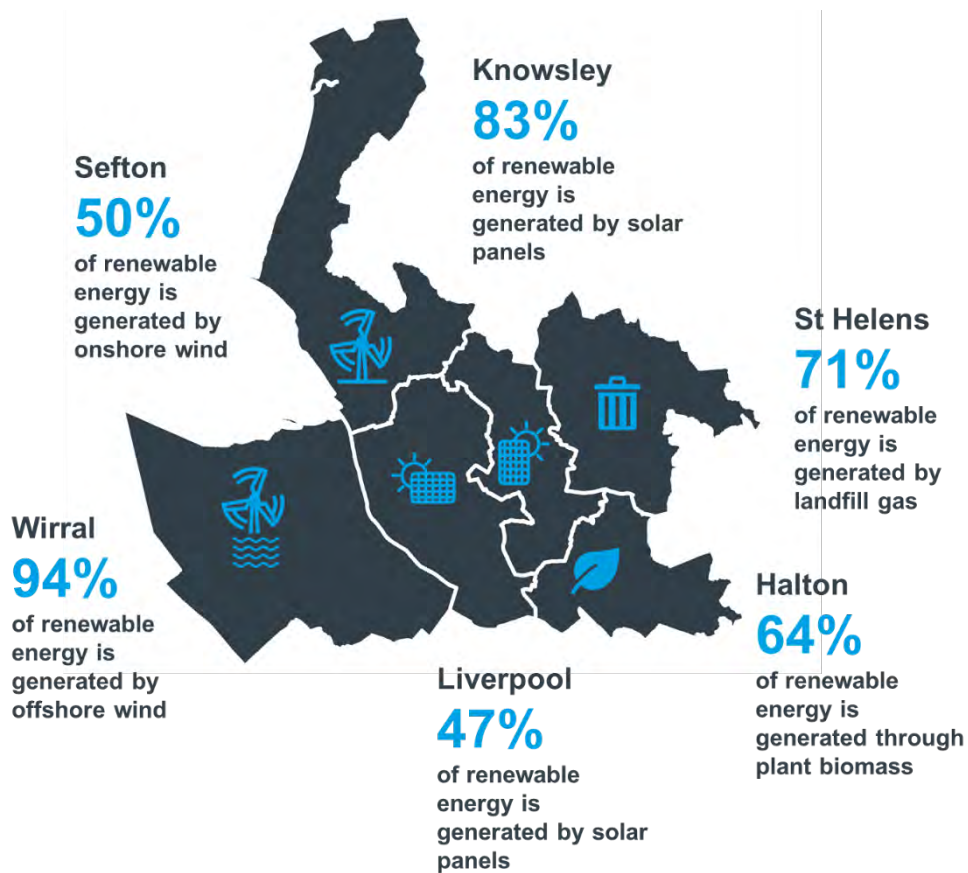 Knowsley
83%
of renewable
energy is
generated by solar
panels
Sefton
50%
of renewable
energy is
generated by
onshore wind
St Helens
71%
of renewable
energy is
generated by
landfill gas
Wirral
94%
of renewable
energy is
generated by
offshore wind
Halton
64%
of renewable
energy is
generated through
plant biomass
Liverpool
47%
of renewable
energy is
generated by solar
panels